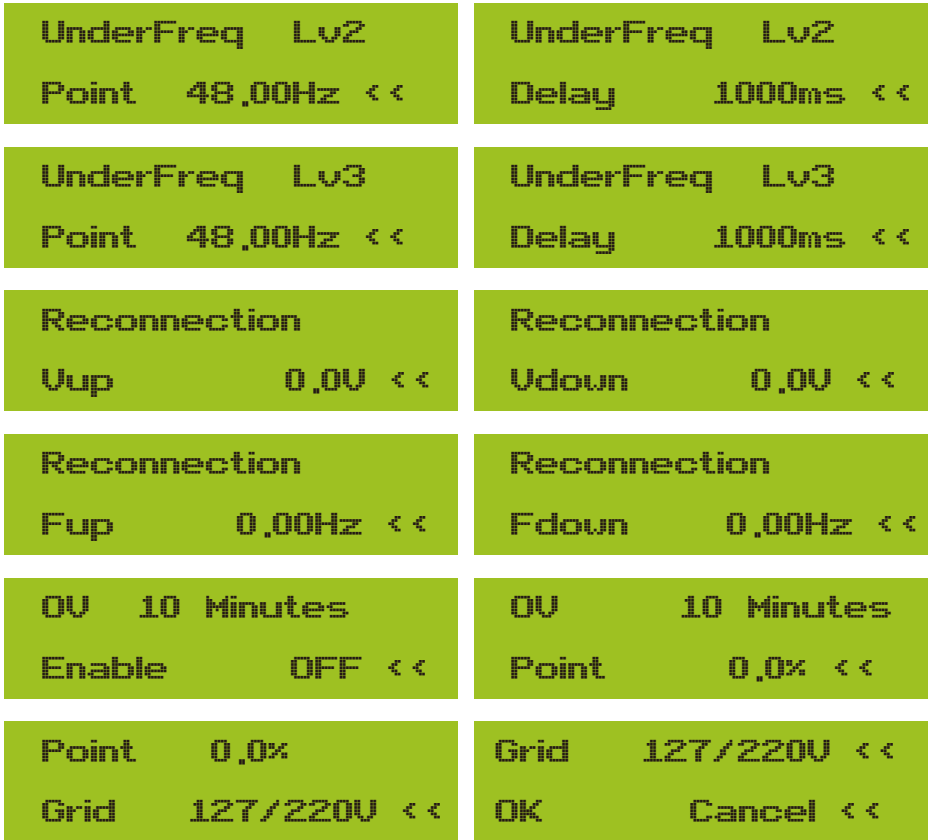 UnderFreq Lv2
Point 48.00Hz <<
UnderFreq Lv2
Delay 1000ms <<
UnderFreq Lv3
Point 48.00Hz <<
UnderFreq Lv3
Delay 1000ms <<
Reconnection
Vup 0.0V <<
Reconnection
Vdown 0.0V <<
Reconnection
Fup 0.00Hz <<
Reconnection
Fdown 0.00Hz <<
OV 10 Minutes
Enable OFF <<
OV 10 Minutes
Point 0.0% <<
Point 0.0%
Grid 127/220V <<
Grid 127/220V <<
OK Cancel <<